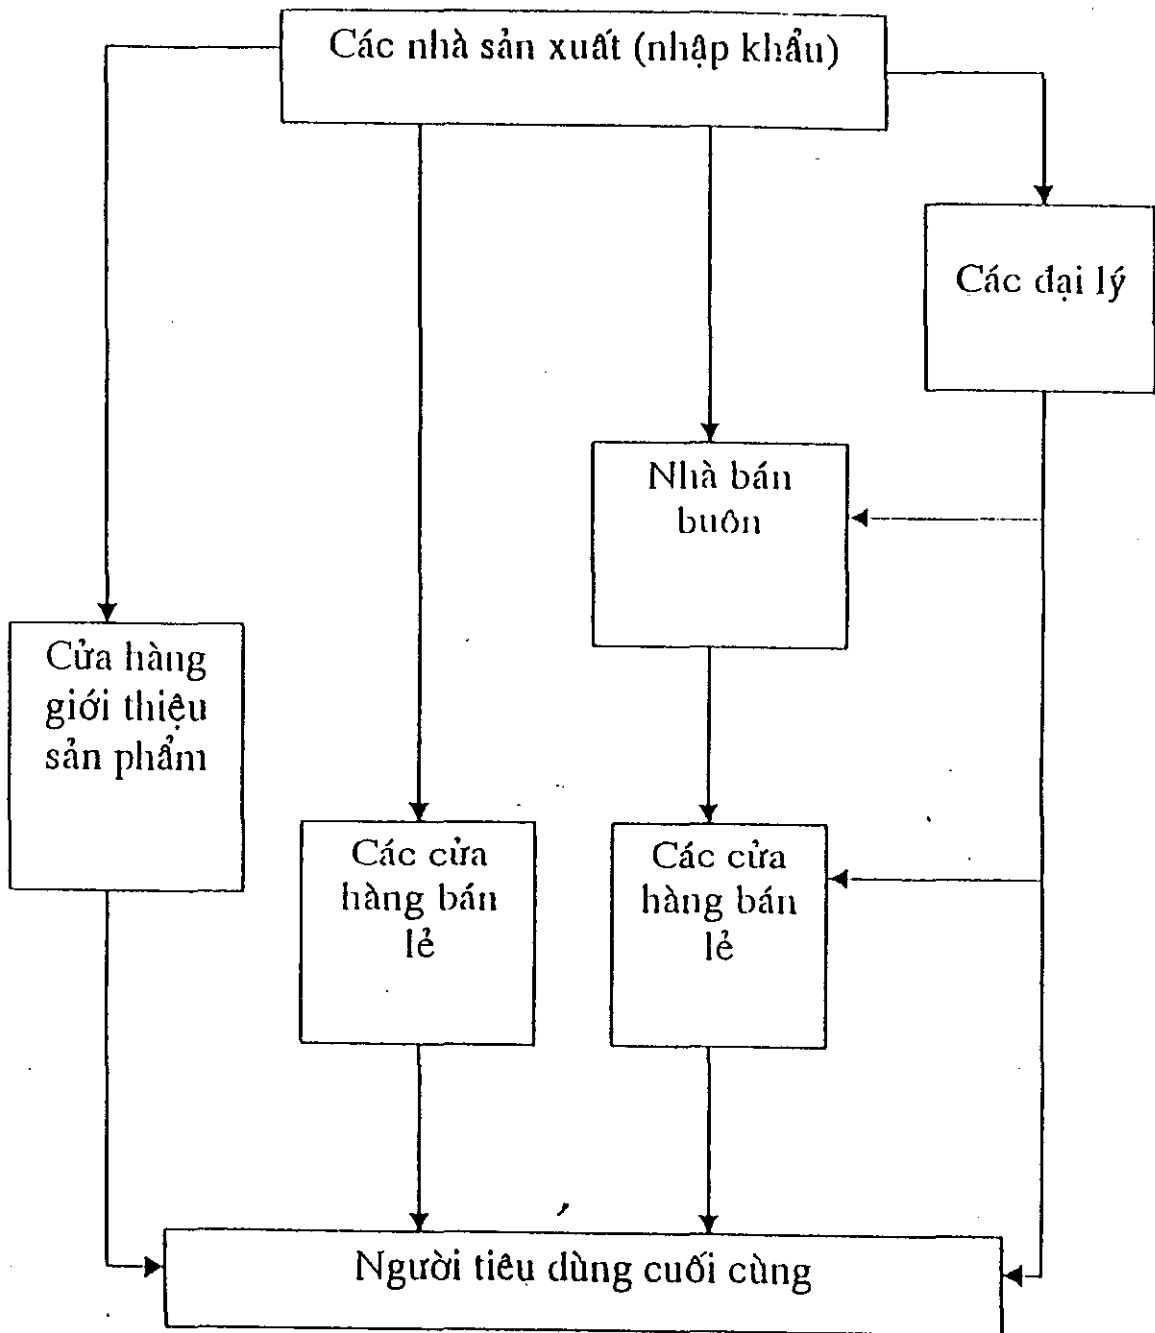 Các nhà sản xuất (nhập khẩu)
Các đại lý
Nhà bán
buôn
Cửa hàng
giới thiệu
sản phẩm
Các cửa
hàng bán
lẻ
Các cửa
hàng bán
lẻ
Người tiêu dùng cuối cùng